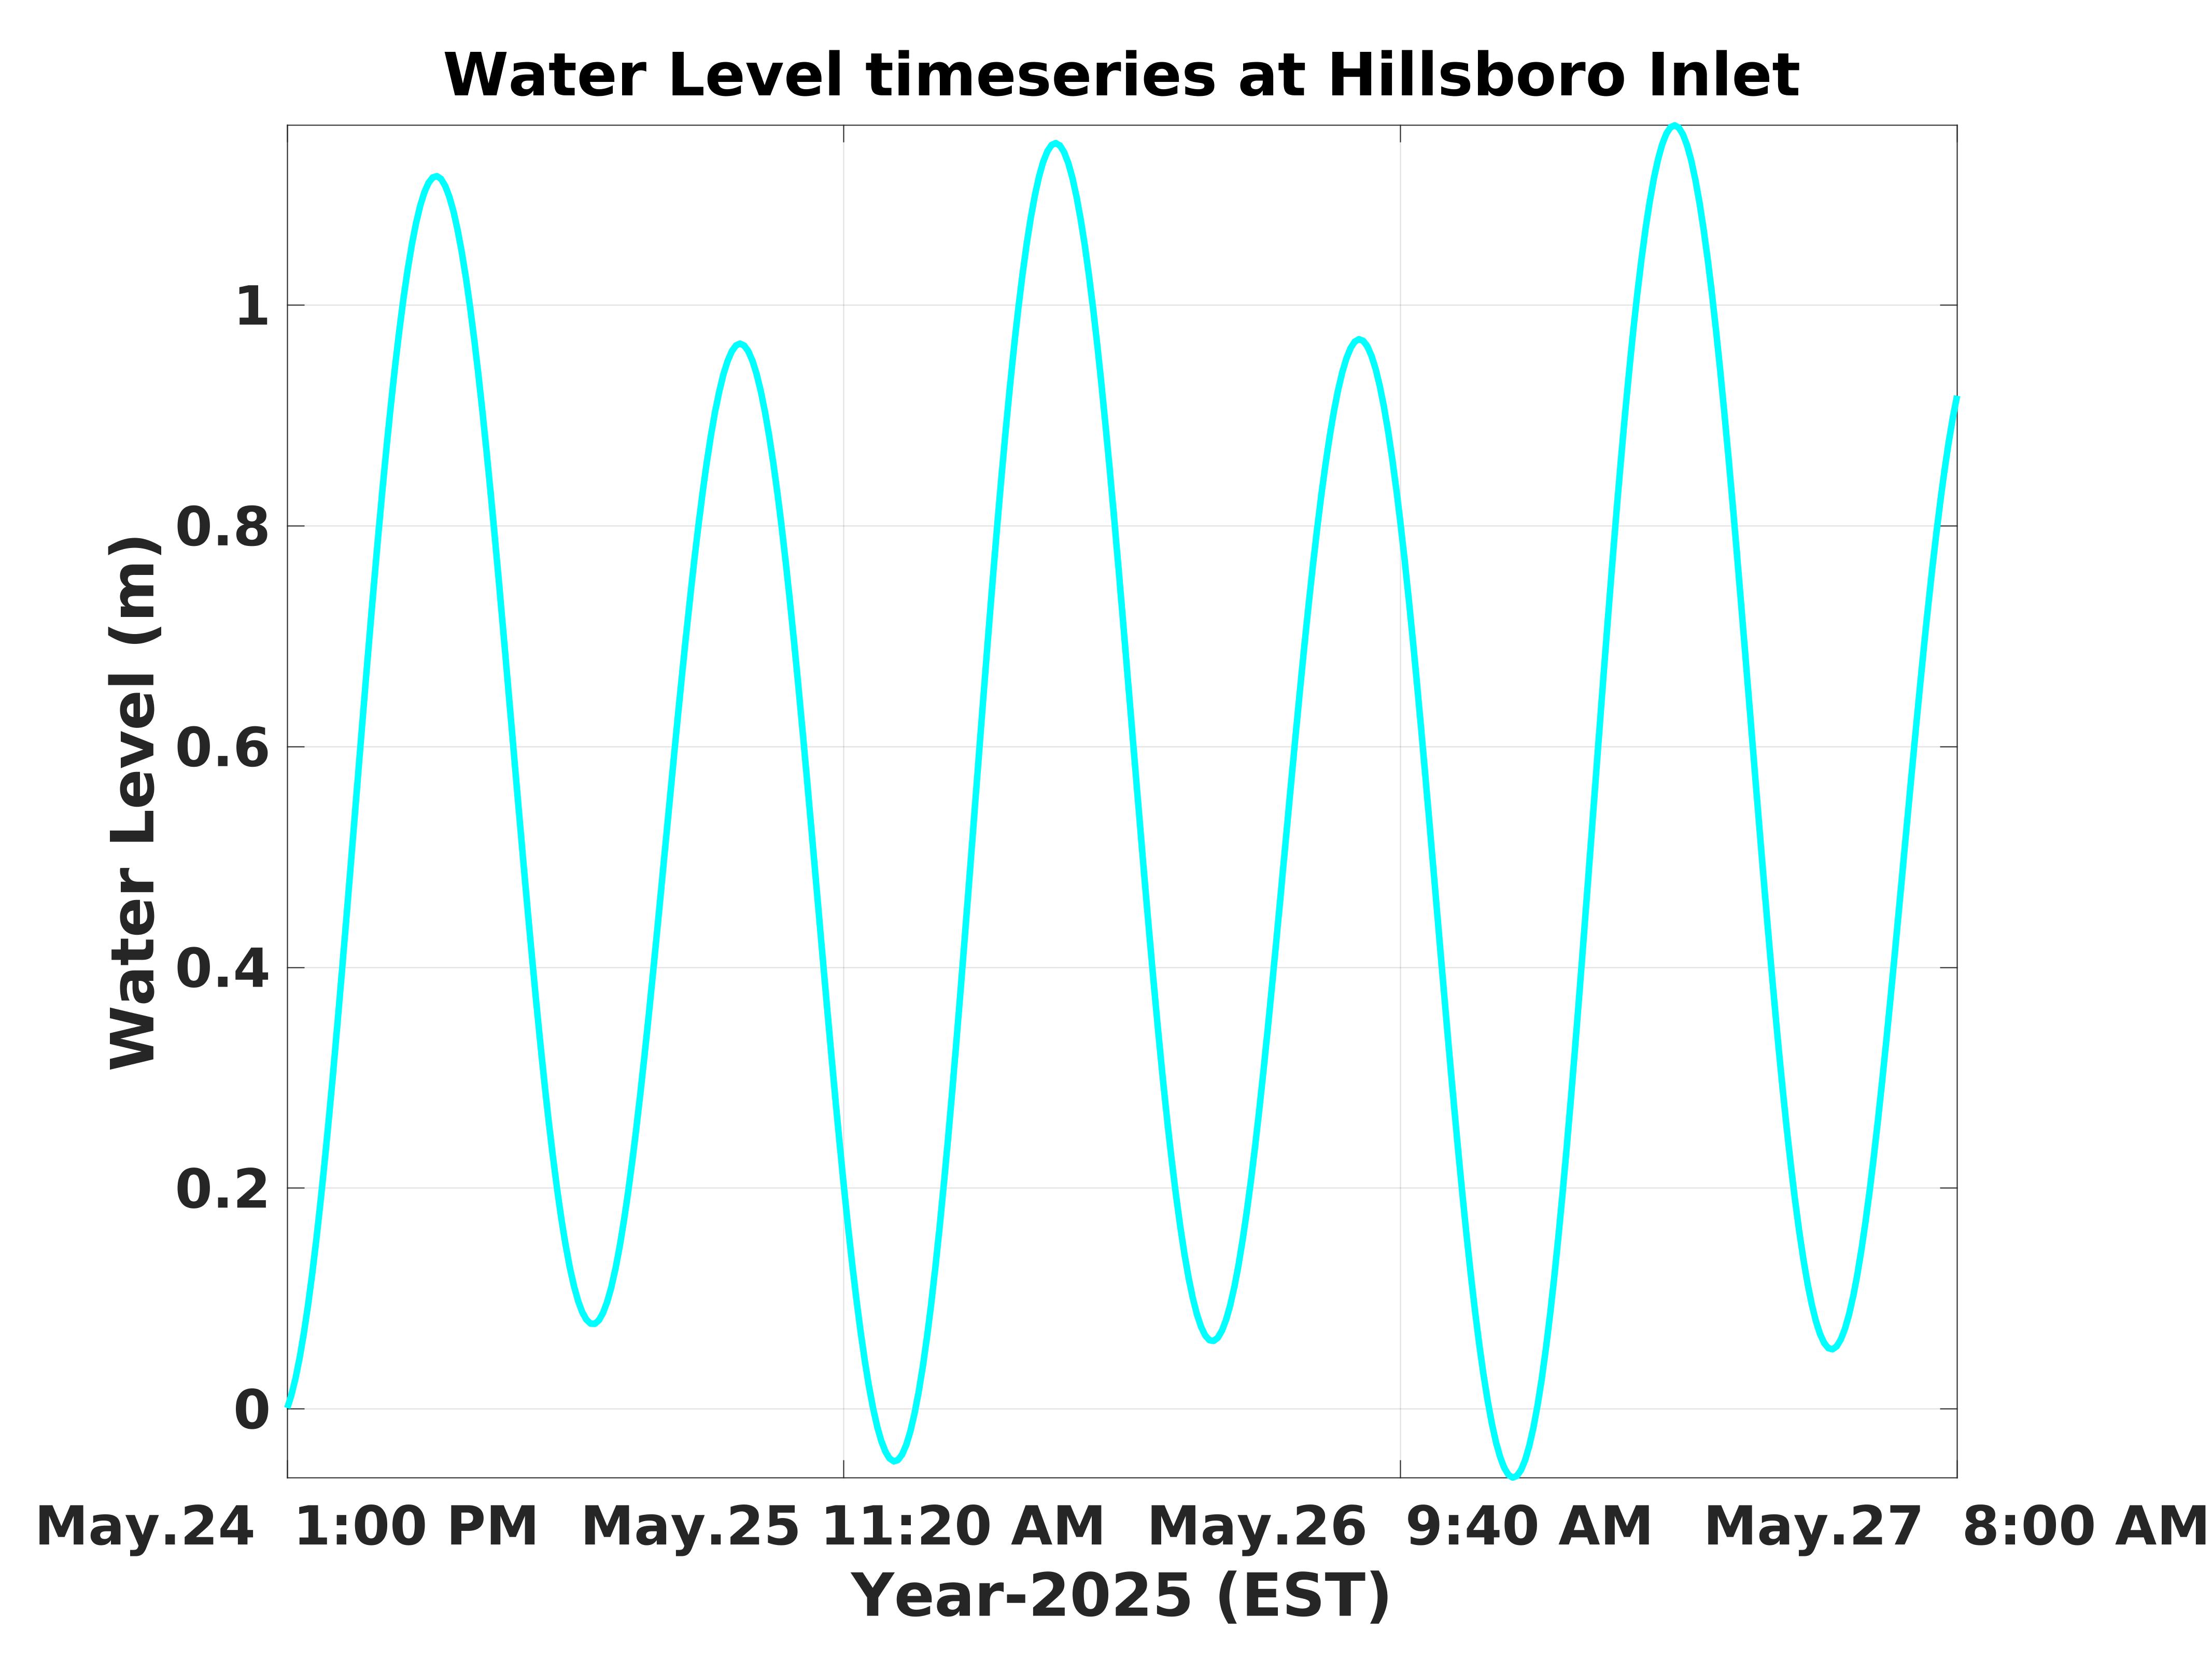 Water Level timeseries at Hillsboro Inlet
Water Level (m)
1
0.8
0.6
0.4
0.2
0
May.24 1:00 PM May.25 11:20 AM May.26 9:40 AM May.27 8:00 AM
Year-2025 (EST)